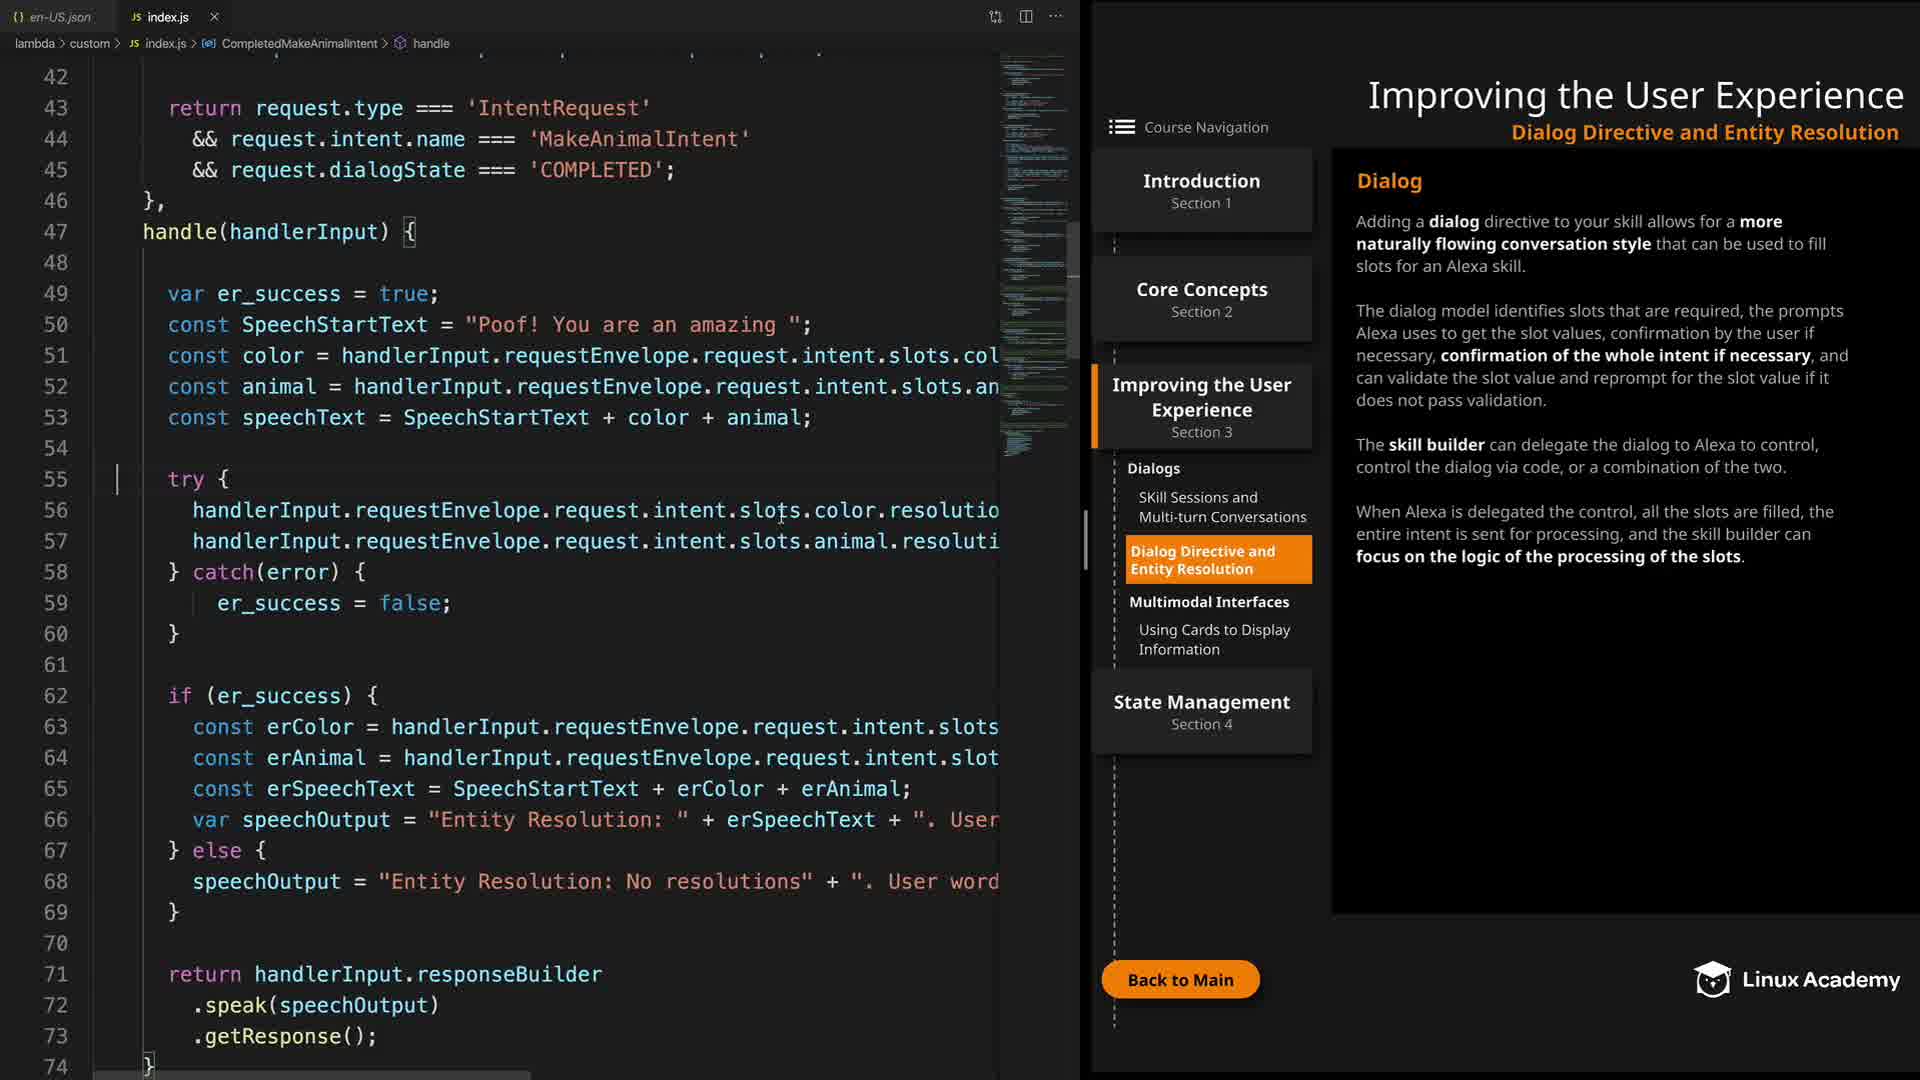 en-US.json
JS index.js
lambda > custom > JS index.js > CompletedMakeAnimalIntent > handle
42
43 return request.type === 'IntentRequest'
44 && request.intent.name === 'MakeAnimalIntent'
45 && request.dialogState === 'COMPLETED';
46 },
47 handle(handlerInput) {
48
49 var er_success = true;
50 const SpeechStartText = "Poof! You are an amazing ";
51 const color = handlerInput.requestEnvelope.request.intent.slots.col
52 const animal = handlerInput.requestEnvelope.request.intent.slots.an
53 const speechText = SpeechStartText + color + animal;
54
55 try {
56 handlerInput.requestEnvelope.request.intent.slots.color.resolutio
57 handlerInput.requestEnvelope.request.intent.slots.animal.resoluti
58 } catch(error) {
59 er_success = false;
60 }
61
62 if (er_success) {
63 const erColor = handlerInput.requestEnvelope.request.intent.slots
64 const erAnimal = handlerInput.requestEnvelope.request.intent.slot
65 const erSpeechText = SpeechStartText + erColor + erAnimal;
66 var speechOutput = "Entity Resolution: " + erSpeechText + ". User
67 } else {
68 speechOutput = "Entity Resolution: No resolutions" + ". User word
69 }
70
71 return handlerInput.responseBuilder
72 .speak(speechOutput)
73 .getResponse();
74 }
Improving the User Experience
Dialog Directive and Entity Resolution
Course Navigation
Introduction
Section 1
Core Concepts
Section 2
Improving the User
Experience
Section 3
Dialogs
SKill Sessions and
Multi-turn Conversations
Dialog Directive and
Entity Resolution
Multimodal Interfaces
Using Cards to Display
Information
State Management
Section 4
Back to Main
Dialog
Adding a dialog directive to your skill allows for a more
naturally flowing conversation style that can be used to fill
slots for an Alexa skill.
The dialog model identifies slots that are required, the prompts
Alexa uses to get the slot values, confirmation by the user if
necessary, confirmation of the whole intent if necessary, and
can validate the slot value and reprompt for the slot value if it
does not pass validation.
The skill builder can delegate the dialog to Alexa to control,
control the dialog via code, or a combination of the two.
When Alexa is delegated the control, all the slots are filled, the
entire intent is sent for processing, and the skill builder can
focus on the logic of the processing of the slots.
Linux Academy